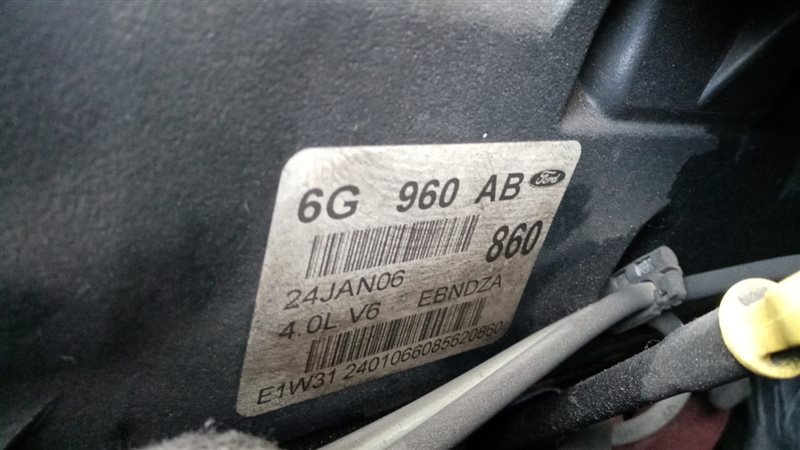 6G 960 AB Ford
860
24JAN06
4.0L V6 EBNDZA
E1W31 2401066085620860